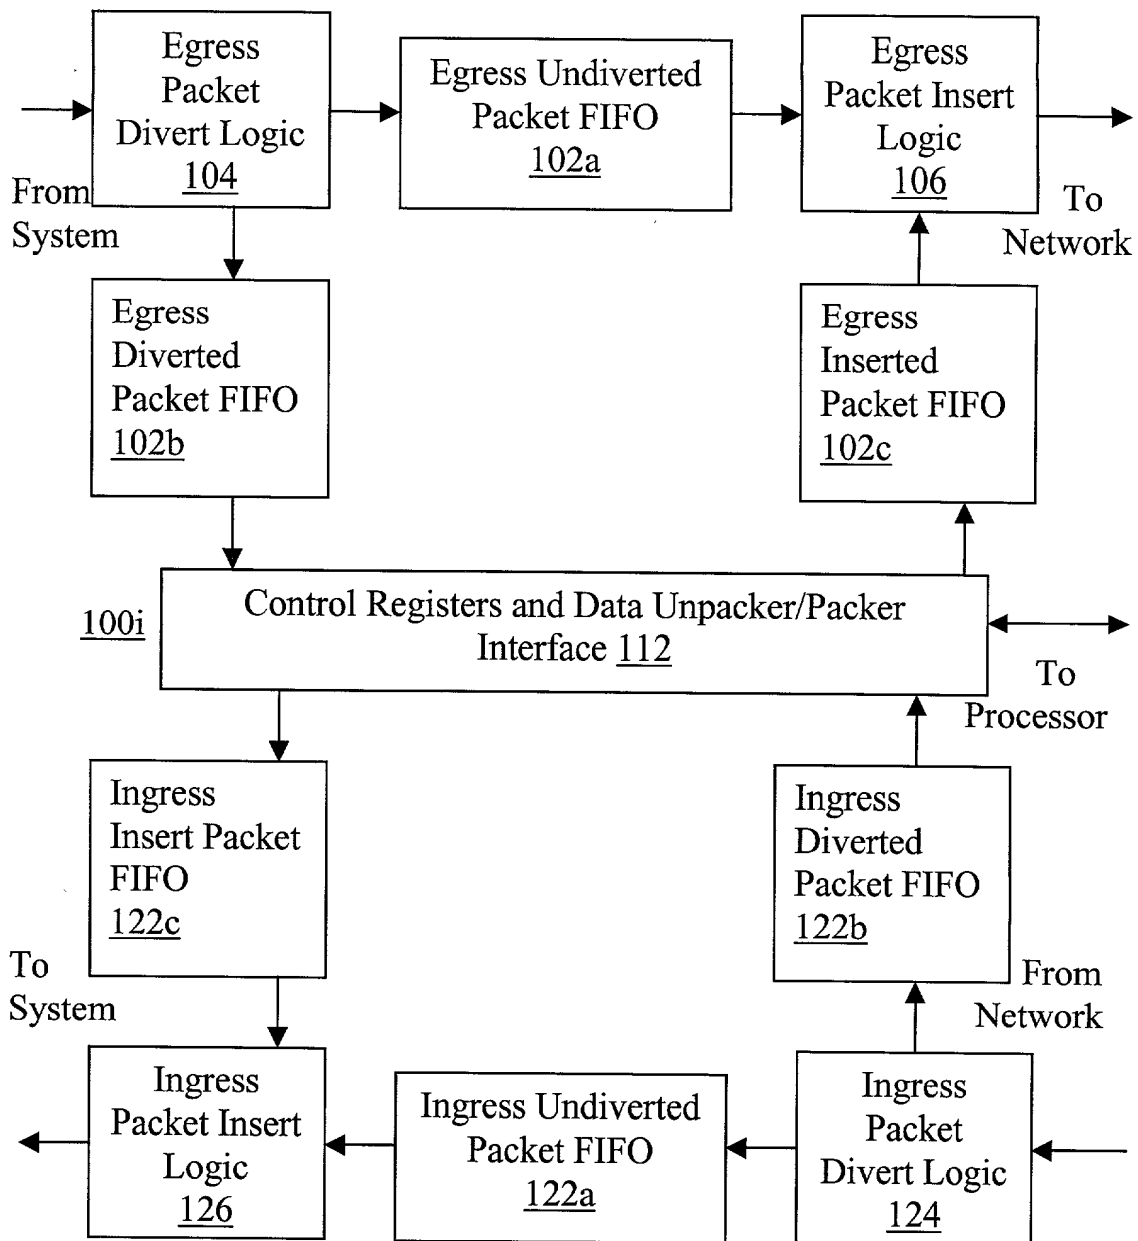 Egress
Packet
Divert Logic
104
Egress Undiverted
Packet FIFO
102a
Egress
Packet Insert
Logic
106
From
System
To
Network
Egress
Diverted
Packet FIFO
102b
Egress
Inserted
Packet FIFO
102c
100i
Control Registers and Data Unpacker/Packer
Interface 112
To
Processor
Ingress
Insert Packet
FIFO
122c
Ingress
Diverted
Packet FIFO
122b
To
System
From
Network
Ingress
Packet Insert
Logic
126
Ingress Undiverted
Packet FIFO
122a
Ingress
Packet
Divert Logic
124